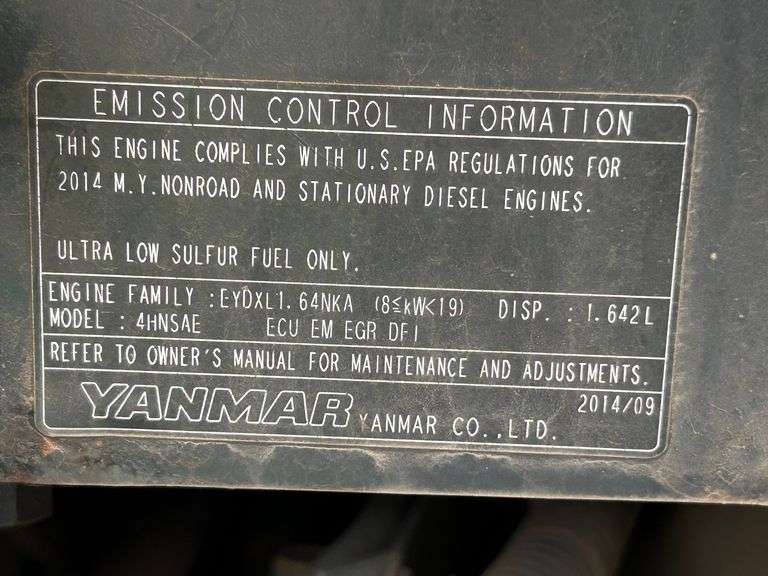 EMISSION CONTROL INFORMATION
THIS ENGINE COMPLIES WITH U.S.EPA REGULATIONS FOR
2014 M.Y.NONROAD AND STATIONARY DIESEL ENGINES.
ULTRA LOW SULFUR FUEL ONLY.
ENGINE FAMILY :EYDXL1.64NKA (8≦kW<19) DISP. : 1.642L
MODEL : 4HNSAE ECU EM EGR DFI
REFER TO OWNER'S MANUAL FOR MAINTENANCE AND ADJUSTMENTS.
2014/09
YANMAR YANMAR CO.,LTD.